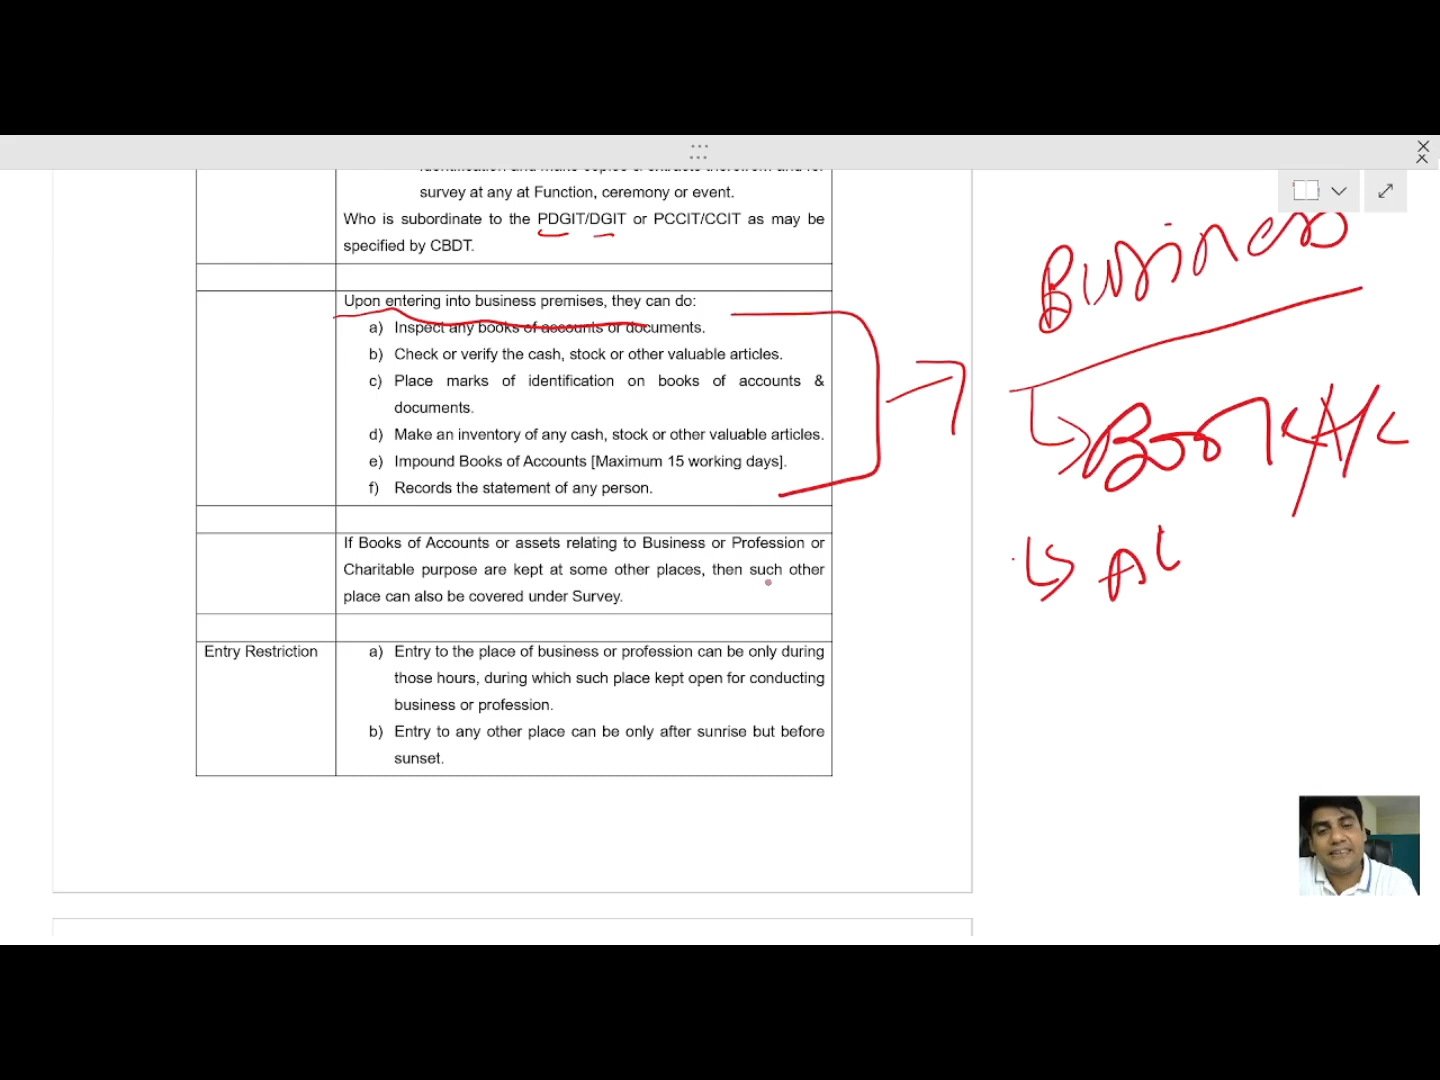 survey at any at Function, ceremony or event.
Who is subordinate to the PDGIT/DGIT or PCCIT/CCIT as may be
specified by CBDT.
Upon entering into business premises, they can do:
a) Inspect any books of accounts or documents.
b) Check or verify the cash, stock or other valuable articles.
c) Place marks of identification on books of accounts &
documents.
d) Make an inventory of any cash, stock or other valuable articles.
e) Impound Books of Accounts [Maximum 15 working days].
f) Records the statement of any person.
If Books of Accounts or assets relating to Business or Profession or
Charitable purpose are kept at some other places, then such other
place can also be covered under Survey.
Entry Restriction
a) Entry to the place of business or profession can be only during
those hours, during which such place kept open for conducting
business or profession.
b) Entry to any other place can be only after sunrise but before
sunset.
Business
Book A/c